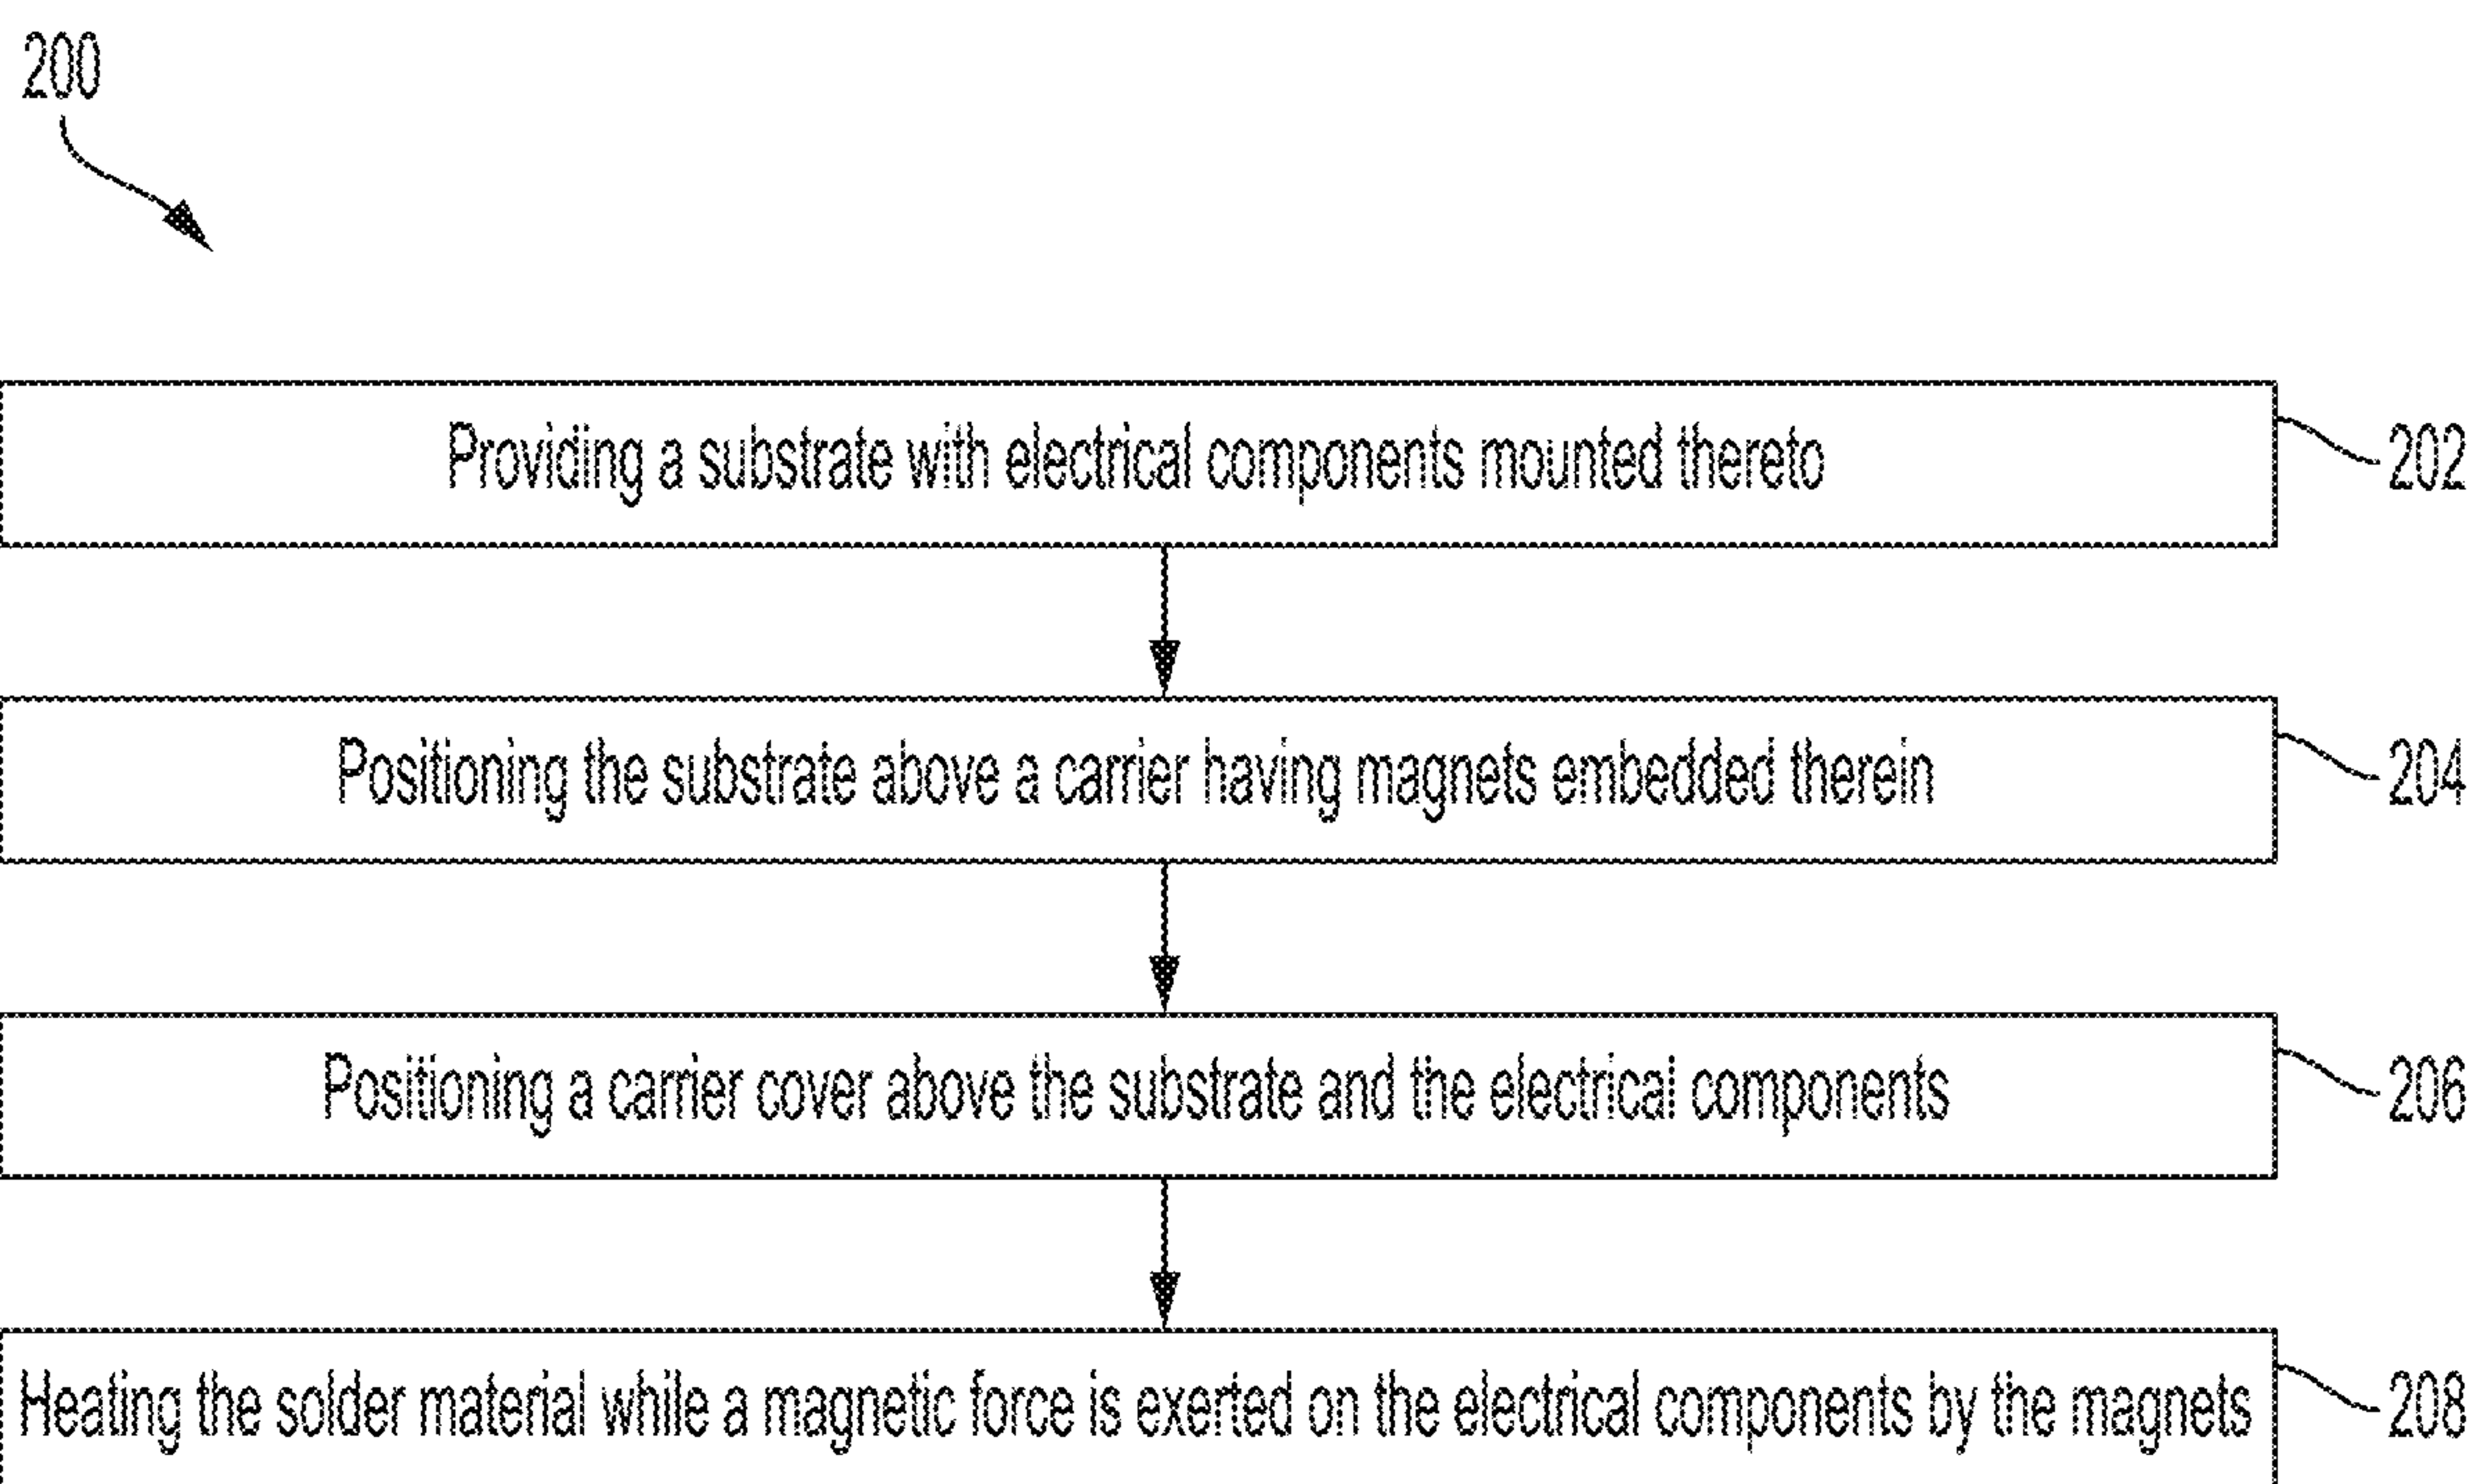 200
Providing a substrate with electrical components mounted thereto
202
Positioning the substrate above a carrier having magnets embedded therein
204
Positioning a carrier cover above the substrate and the electrical components
206
Heating the solder material while a magnetic force is exerted on the electrical components by the magnets
208